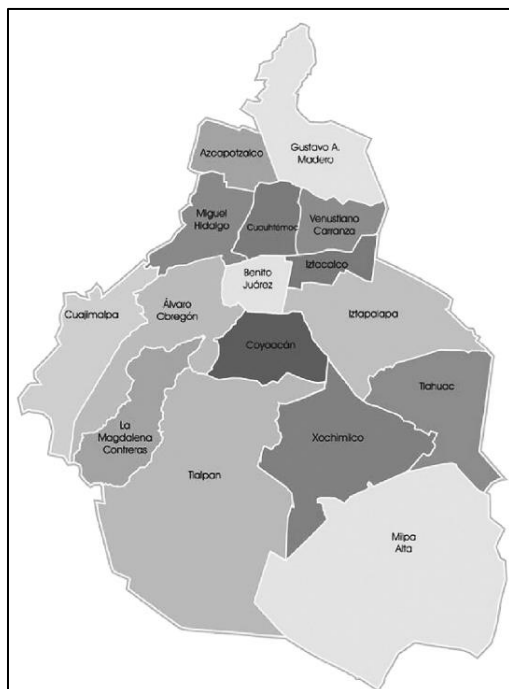 Gustavo A.
Madero
Azcapotzalco
Miguel
Hidalgo
Cuauhtémoc
Venustiano
Carranza
Iztacalco
Benito
Juárez
Cuajimalpa
Álvaro
Obregón
Iztapalapa
Coyoacán
Tlahuac
La
Magdalena
Contreras
Xochimilco
Tlalpan
Milpa
Alta